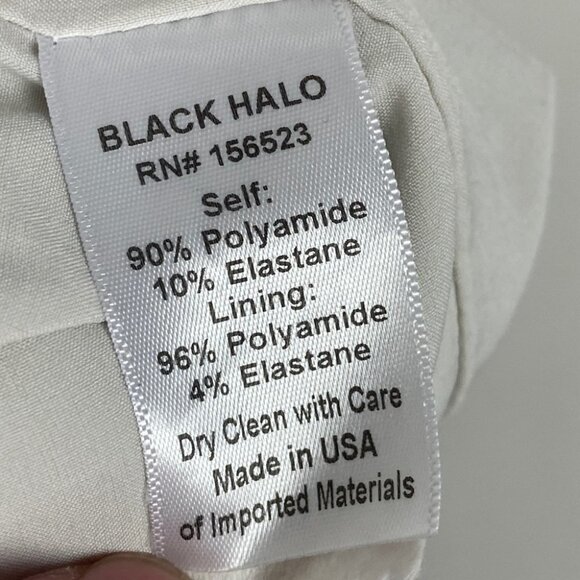 BLACK HALO
RN# 156523
Self:
90% Polyamide
10% Elastane
Lining:
96% Polyamide
4% Elastane
Dry Clean with Care
Made in USA
of Imported Materials